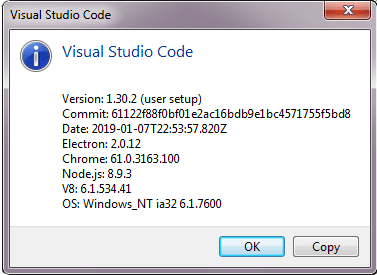 Visual Studio Code
Visual Studio Code
Version: 1.30.2 (user setup)
Commit: 61122f88f0bf01e2ac16bdb9e1bc4571755f5bd8
Date: 2019-01-07T22:53:57.820Z
Electron: 2.0.12
Chrome: 61.0.3163.100
Node.js: 8.9.3
V8: 6.1.534.41
OS: Windows_NT ia32 6.1.7600
OK Copy